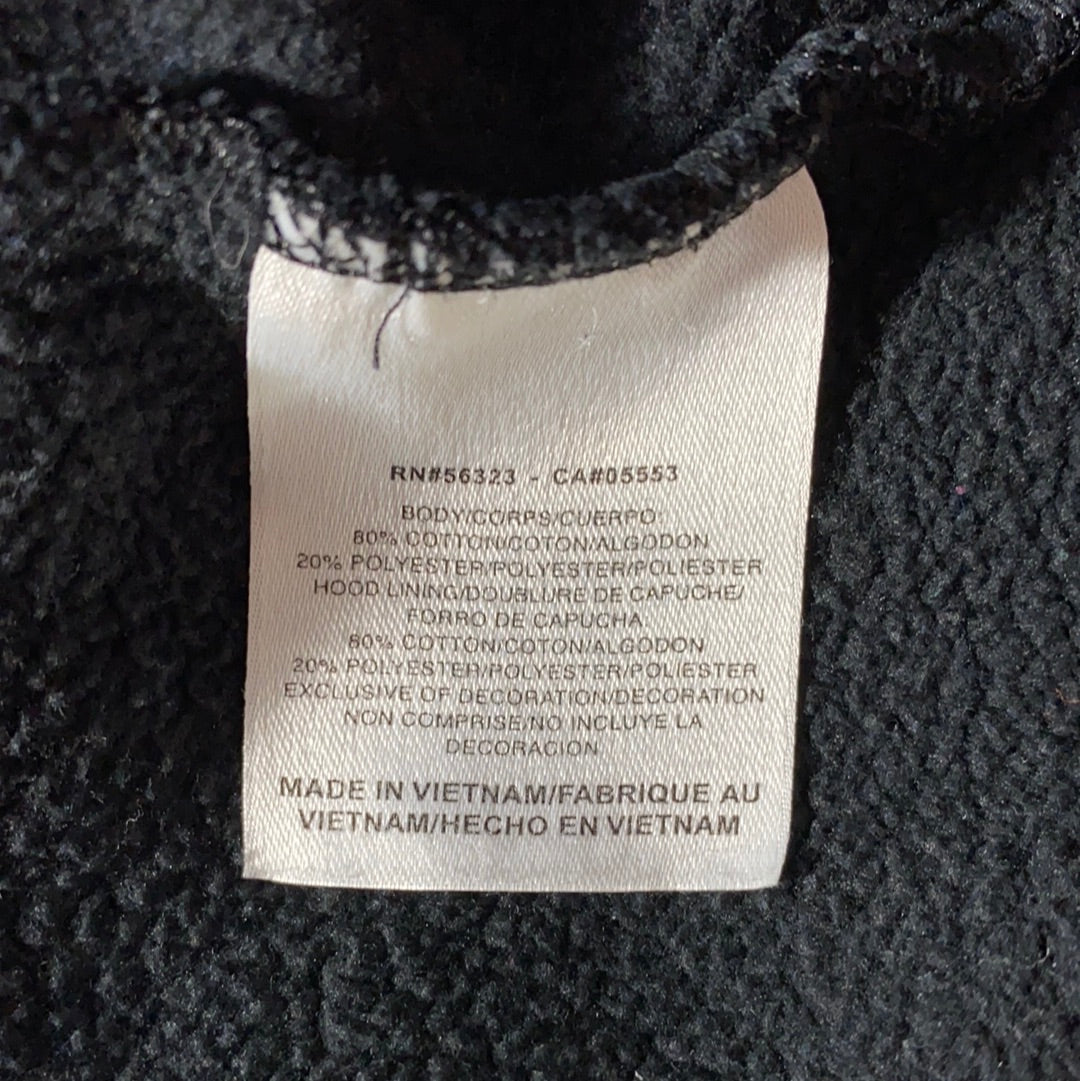 RN#56323 - CA#05553
BODY/CORPS/CUERPO:
80% COTTON/COTON/ALGODON
20% POLYESTER/POLYESTER/POLIESTER
HOOD LINING/DOUBLURE DE CAPUCHE/
FORRO DE CAPUCHA
80% COTTON/COTON/ALGODON
20% POLYESTER/POLYESTER/POLIESTER
EXCLUSIVE OF DECORATION/DECORATION
NON COMPRISE/NO INCLUYE LA
DECORACION
MADE IN VIETNAM/FABRIQUE AU
VIETNAM/HECHO EN VIETNAM